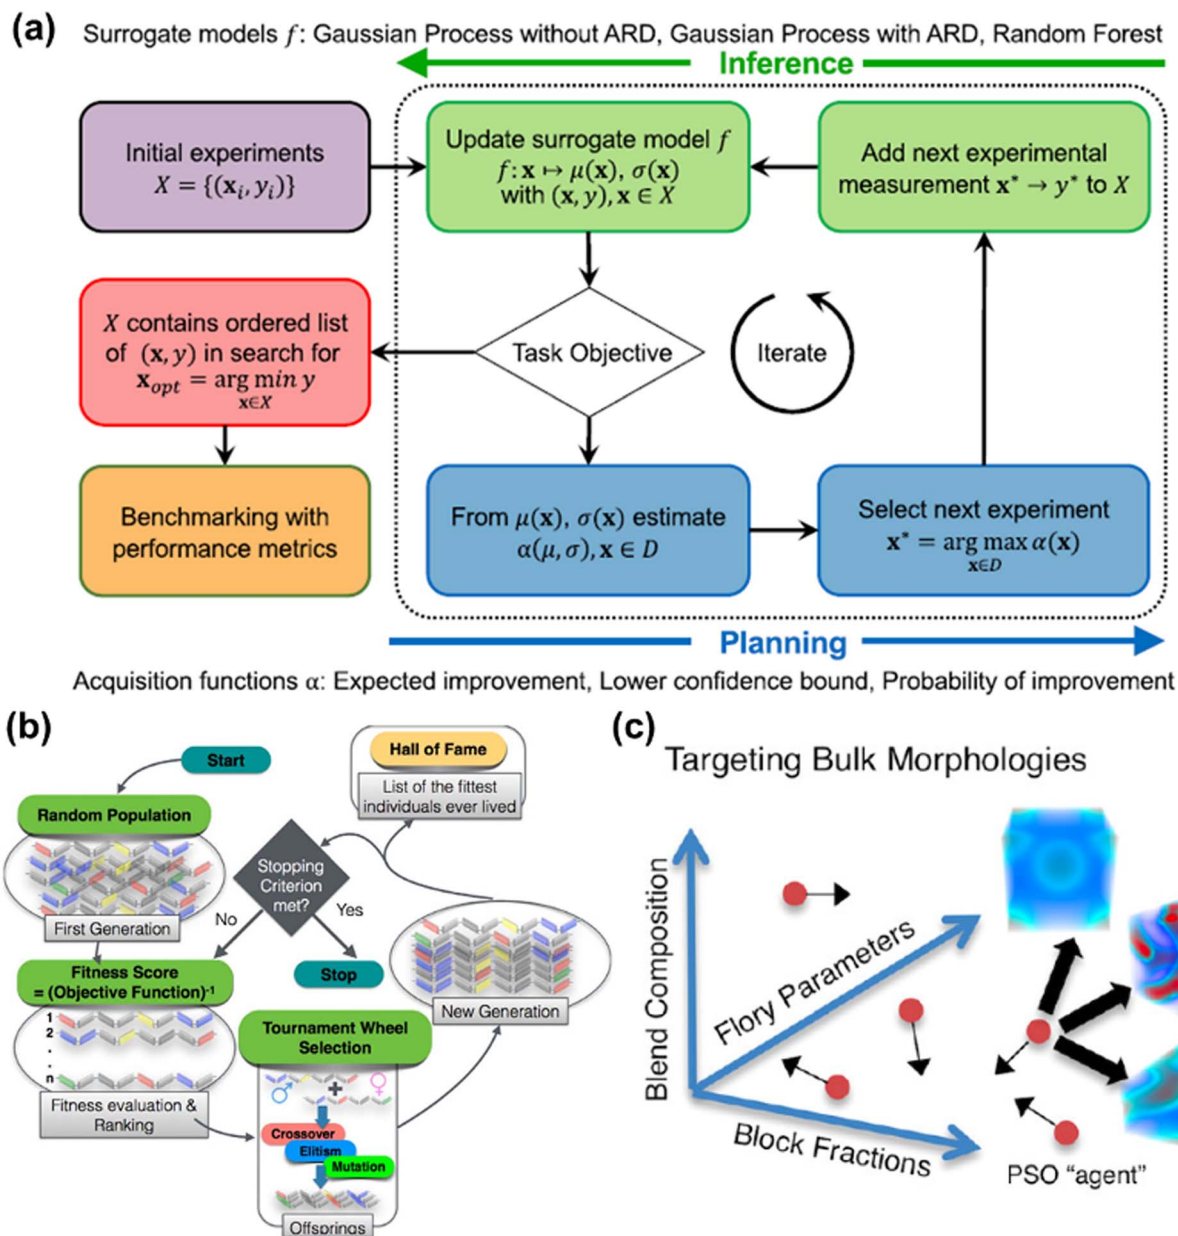 (a)
Surrogate models f: Gaussian Process without ARD, Gaussian Process with ARD, Random Forest
Inference
Initial experiments
X = {(x_i, y_i)}
Update surrogate model f
f: x ↦ μ(x), σ(x)
with (x, y), x ∈ X
Add next experimental
measurement x* → y* to X
X contains ordered list
of (x, y) in search for
x_opt = arg min y
x∈X
Task Objective
Iterate
Benchmarking with
performance metrics
From μ(x), σ(x) estimate
α(μ, σ), x ∈ D
Select next experiment
x* = arg max α(x)
x∈D
Planning
Acquisition functions α: Expected improvement, Lower confidence bound, Probability of improvement
(b)
Start
Hall of Fame
List of the fittest
individuals ever lived
Random Population
First Generation
Stopping
Criterion
met?
No
Yes
Stop
Fitness Score
= (Objective Function)⁻¹
1
2
.
.
n
Fitness evaluation &
Ranking
Tournament Wheel
Selection
♂ + ♀
Crossover
Elitism
Mutation
Offsprings
New Generation
(c)
Targeting Bulk Morphologies
Blend Composition
Flory Parameters
Block Fractions
PSO "agent"